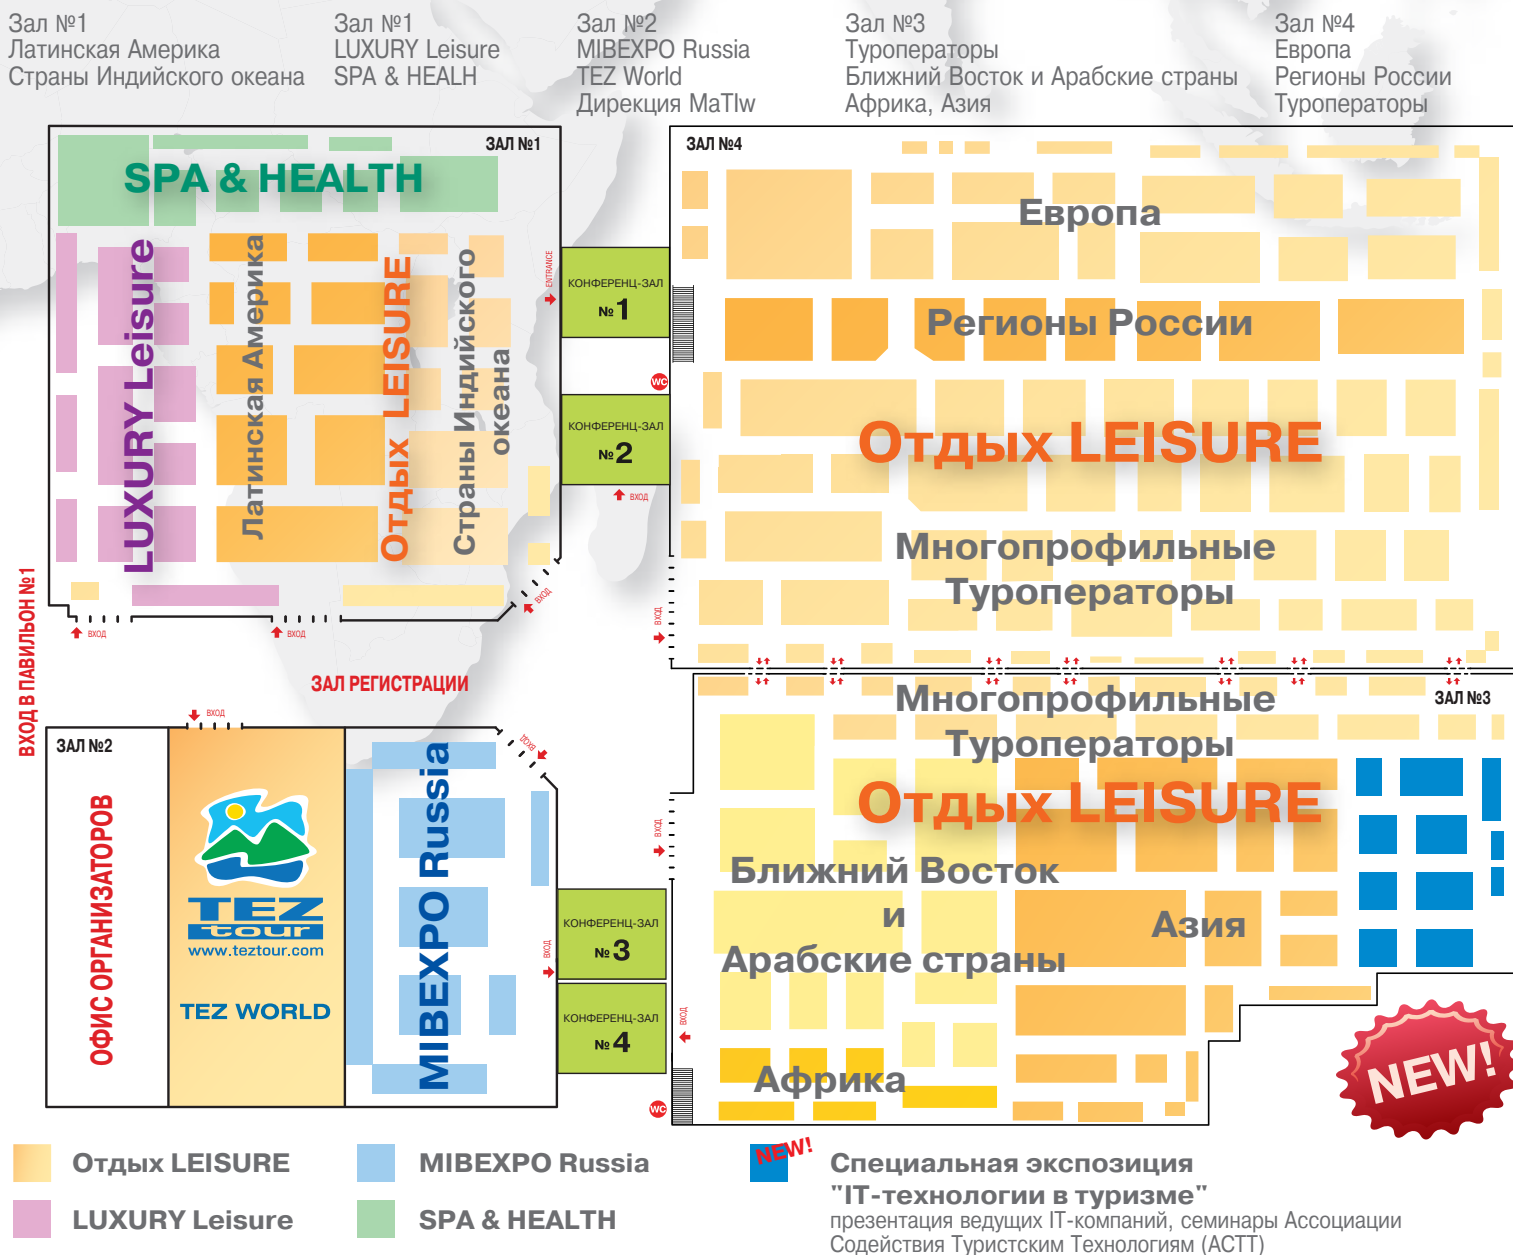 Зал №1
Латинская Америка
Страны Индийского океана
Зал №1
LUXURY Leisure
SPA & HEALH
Зал №2
MIBEXPO Russia
TEZ World
Дирекция MaTIw
Зал №3
Туроператоры
Ближний Восток и Арабские страны
Африка, Азия
Зал №4
Европа
Регионы России
Туроператоры
ЗАЛ №1
SPA & HEALTH
LUXURY Leisure
Латинская Америка
Отдых LEISURE
Страны Индийского
океана
ENTRANCE
КОНФЕРЕНЦ-ЗАЛ
№1
WC
КОНФЕРЕНЦ-ЗАЛ
№2
ВХОД
ВХОД
ВХОД
ВХОД
ЗАЛ №4
Европа
Регионы России
Отдых LEISURE
Многопрофильные
Туроператоры
ВХОД
ВХОД В ПАВИЛЬОН №1
ЗАЛ РЕГИСТРАЦИИ
ЗАЛ №2
ВХОД
ВХОД
ОФИС ОРГАНИЗАТОРОВ
TEZ
tour
www.teztour.com
TEZ WORLD
MIBEXPO Russia
ВХОД
КОНФЕРЕНЦ-ЗАЛ
№3
КОНФЕРЕНЦ-ЗАЛ
№4
WC
ВХОД
ВХОД
ЗАЛ №3
Многопрофильные
Туроператоры
Отдых LEISURE
Ближний Восток
и
Арабские страны
Азия
Африка
NEW!
Отдых LEISURE
LUXURY Leisure
MIBEXPO Russia
SPA & HEALTH
NEW!
Специальная экспозиция
"IT-технологии в туризме"
презентация ведущих IT-компаний, семинары Ассоциации
Содействия Туристским Технологиям (АСТТ)